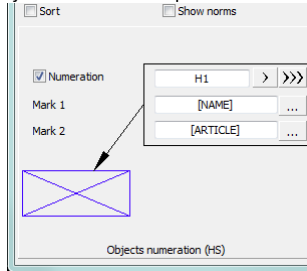 Sort Show norms
Numeration H1 > >>>
Mark 1 [NAME] ...
Mark 2 [ARTICLE] ...
Objects numeration (HS)